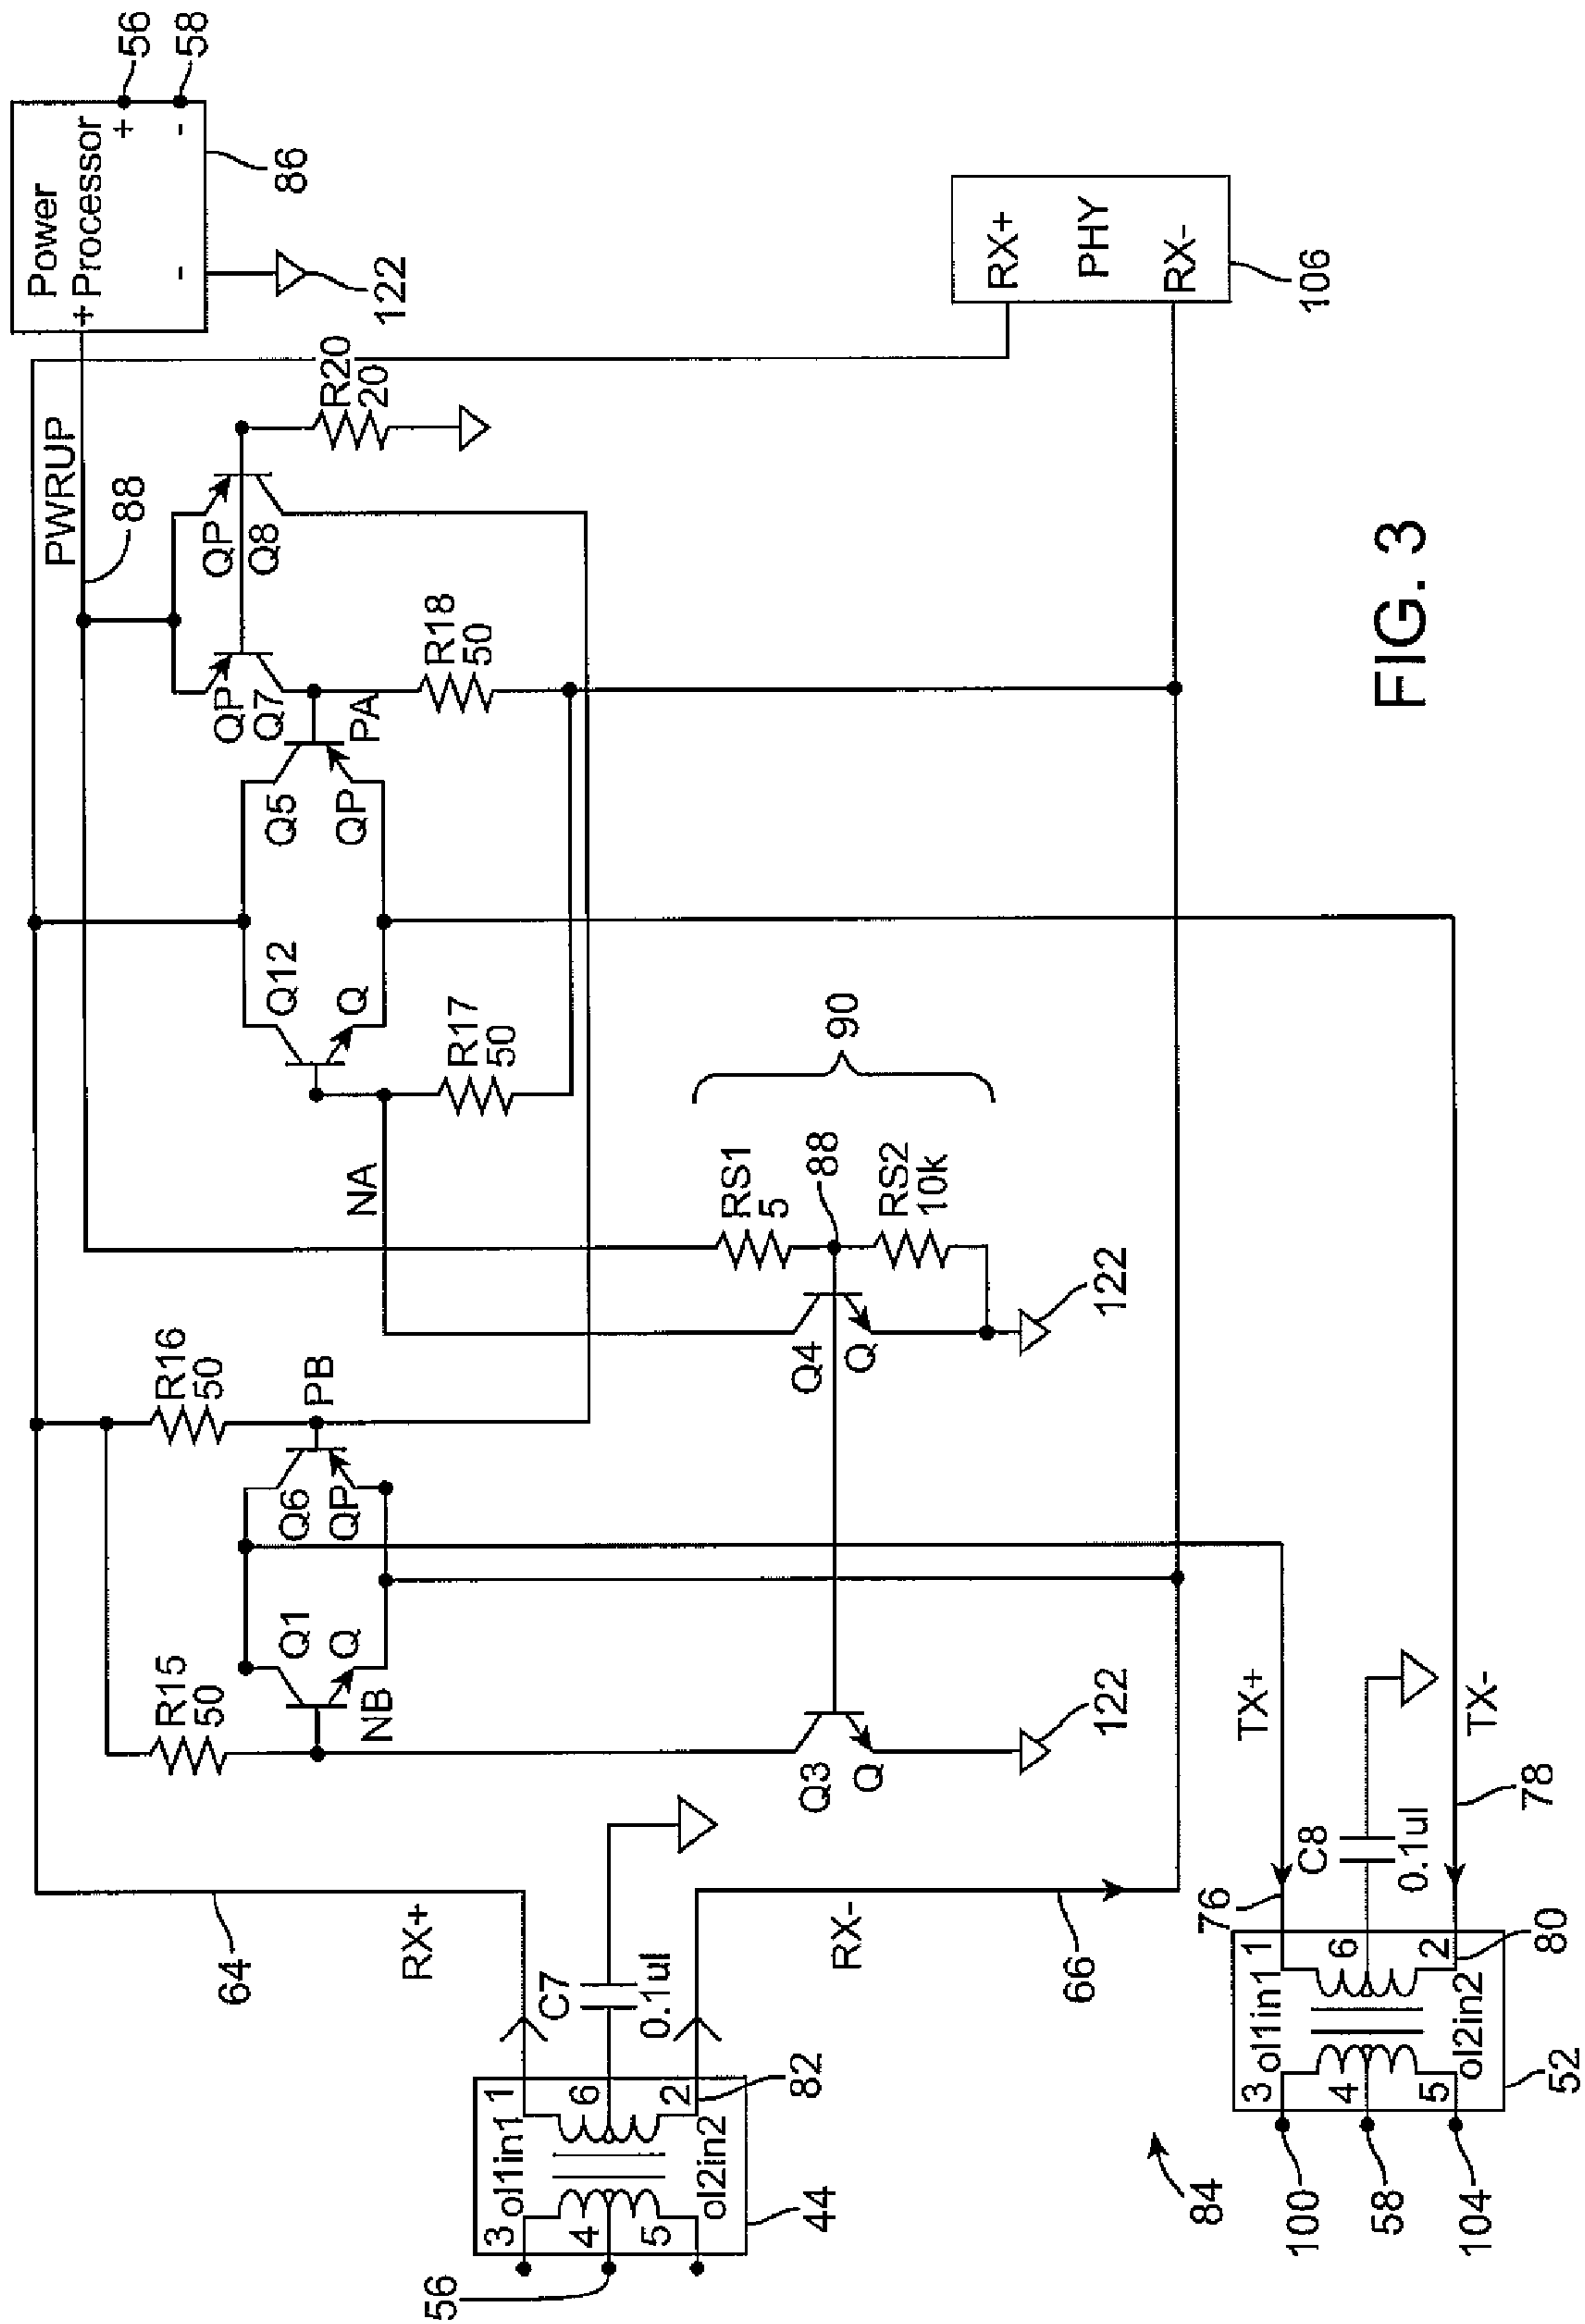 Power
+Processor
+
-
-
56
58
86
122
PWRUP
88
QP
Q7
QP
Q8
R20
20
Q5
QP
PA
R18
50
Q12
Q
R17
50
NA
R16
50
PB
Q6
QP
Q1
Q
R15
50
NB
RS1
5
88
RS2
10k
90
Q4
Q
122
Q3
Q
122
RX+
PHY
RX-
106
64
RX+
C7
0.1ul
RX-
66
3
ol1in1
1
4
6
5
ol2in2
2
82
44
56
TX+
76
C8
0.1ul
TX-
78
3
ol1in1
1
4
6
5
ol2in2
2
80
52
84
100
58
104
FIG. 3